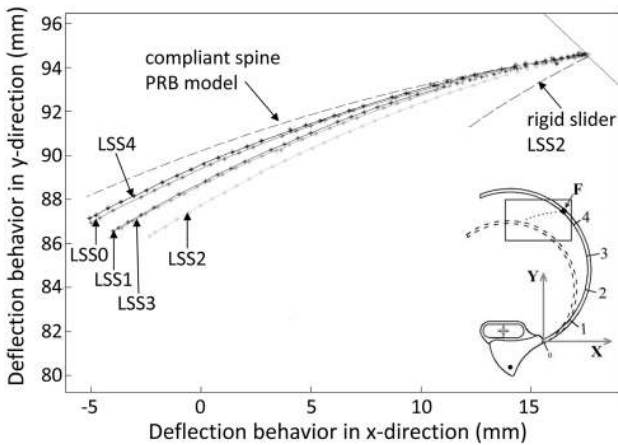 Deflection behavior in y-direction (mm)
96
94
92
90
88
86
84
82
80
compliant spine
PRB model
LSS4
rigid slider
LSS2
LSS0
LSS1
LSS3
LSS2
F
4
3
2
1
0
Y
X
-5
0
5
10
15
Deflection behavior in x-direction (mm)